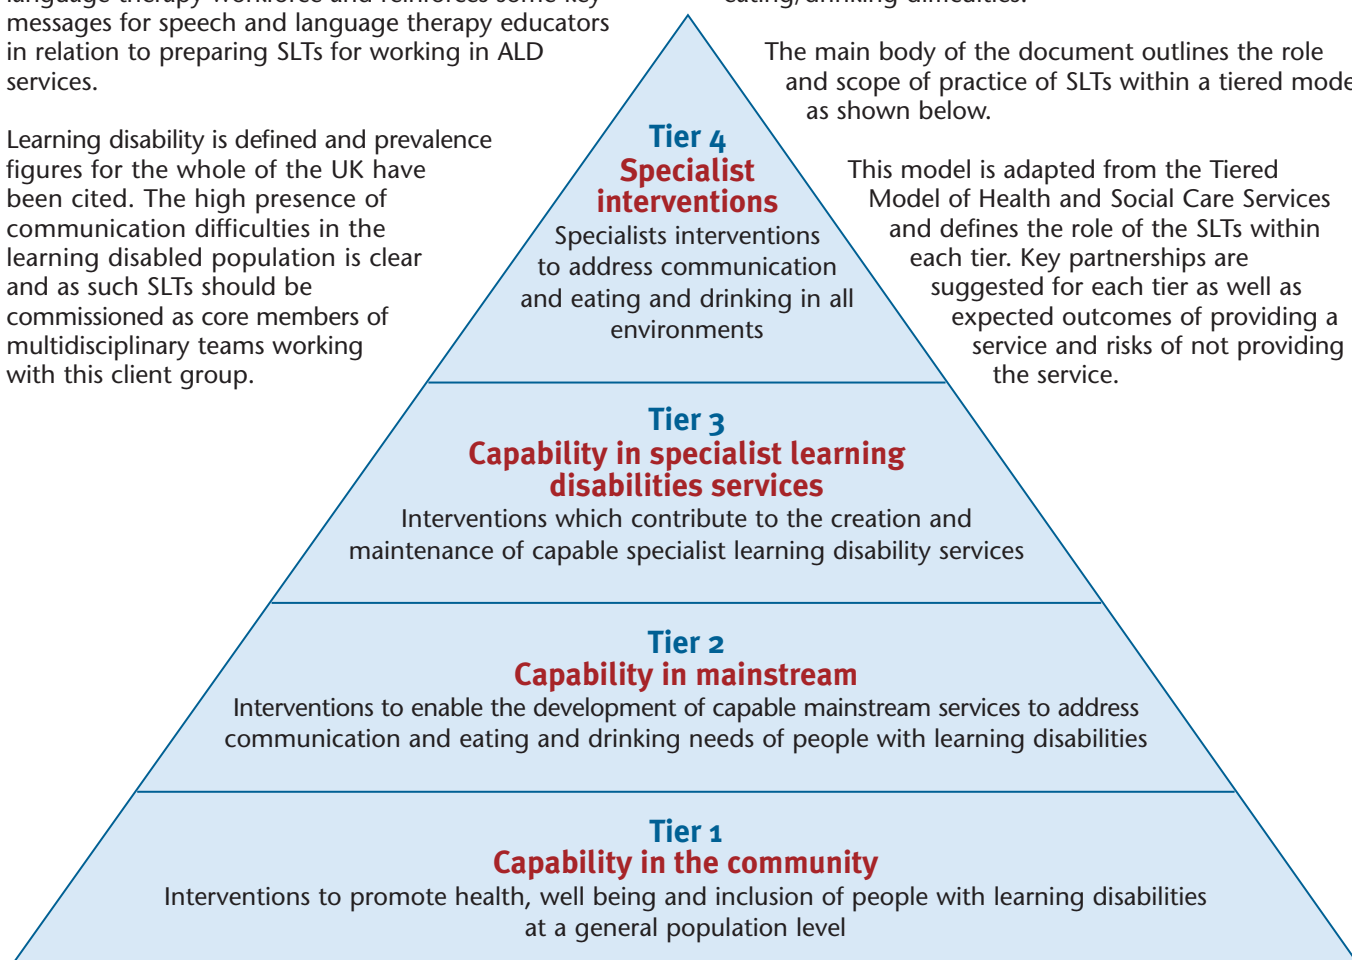 language therapy workforce and reinforces some key
messages for speech and language therapy educators
in relation to preparing SLTs for working in ALD
services.
Learning disability is defined and prevalence
figures for the whole of the UK have
been cited. The high presence of
communication difficulties in the
learning disabled population is clear
and as such SLTs should be
commissioned as core members of
multidisciplinary teams working
with this client group.
eating/drinking difficulties.
The main body of the document outlines the role
and scope of practice of SLTs within a tiered mode
as shown below.
This model is adapted from the Tiered
Model of Health and Social Care Services
and defines the role of the SLTs within
each tier. Key partnerships are
suggested for each tier as well as
expected outcomes of providing a
service and risks of not providing
the service.
Tier 4
Specialist
interventions
Specialists interventions
to address communication
and eating and drinking in all
environments
Tier 3
Capability in specialist learning
disabilities services
Interventions which contribute to the creation and
maintenance of capable specialist learning disability services
Tier 2
Capability in mainstream
Interventions to enable the development of capable mainstream services to address
communication and eating and drinking needs of people with learning disabilities
Tier 1
Capability in the community
Interventions to promote health, well being and inclusion of people with learning disabilities
at a general population level